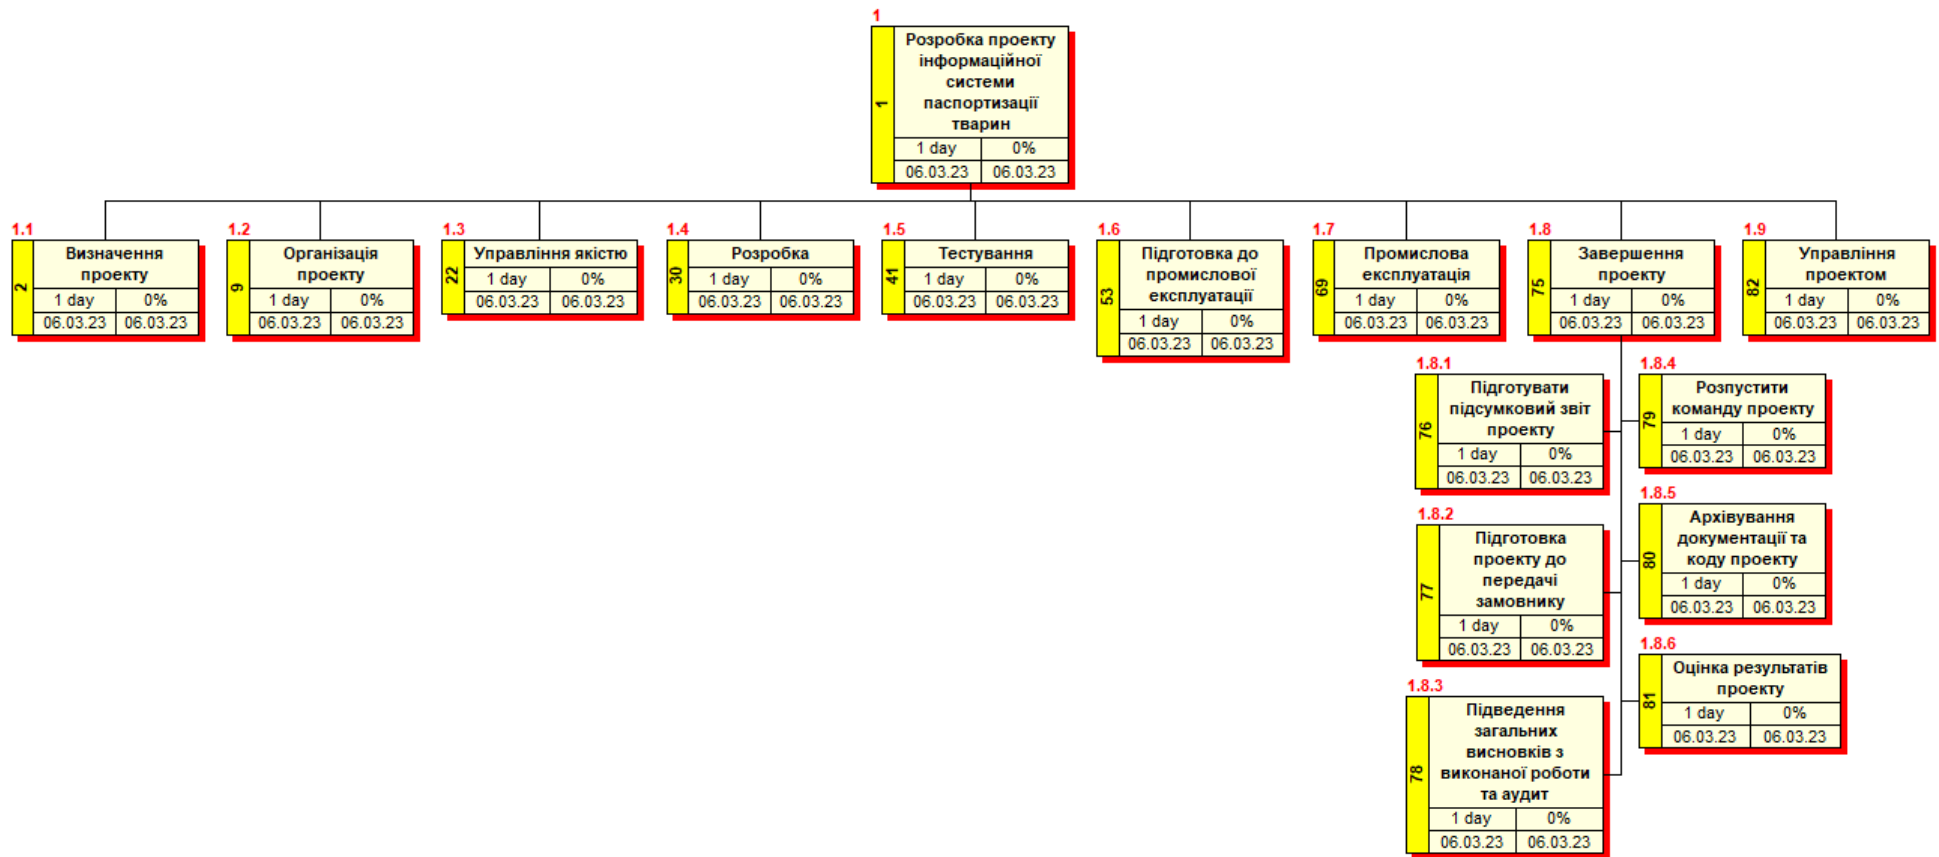 1
Розробка проекту
інформаційної
системи
паспортизації
тварин
1
1 day 0%
06.03.23 06.03.23
1.1
Визначення
проекту
2
1 day 0%
06.03.23 06.03.23
1.2
Організація
проекту
9
1 day 0%
06.03.23 06.03.23
1.3
Управління якістю
22
1 day 0%
06.03.23 06.03.23
1.4
Розробка
30
1 day 0%
06.03.23 06.03.23
1.5
Тестування
41
1 day 0%
06.03.23 06.03.23
1.6
Підготовка до
промислової
експлуатації
53
1 day 0%
06.03.23 06.03.23
1.7
Промислова
експлуатація
69
1 day 0%
06.03.23 06.03.23
1.8
Завершення
проекту
75
1 day 0%
06.03.23 06.03.23
1.9
Управління
проектом
82
1 day 0%
06.03.23 06.03.23
1.8.1
Підготувати
підсумковий звіт
проекту
76
1 day 0%
06.03.23 06.03.23
1.8.2
Підготовка
проекту до
передачі
замовнику
77
1 day 0%
06.03.23 06.03.23
1.8.3
Підведення
загальних
висновків з
виконаної роботи
та аудит
78
1 day 0%
06.03.23 06.03.23
1.8.4
Розпустити
команду проекту
79
1 day 0%
06.03.23 06.03.23
1.8.5
Архівування
документації та
коду проекту
80
1 day 0%
06.03.23 06.03.23
1.8.6
Оцінка результатів
проекту
81
1 day 0%
06.03.23 06.03.23